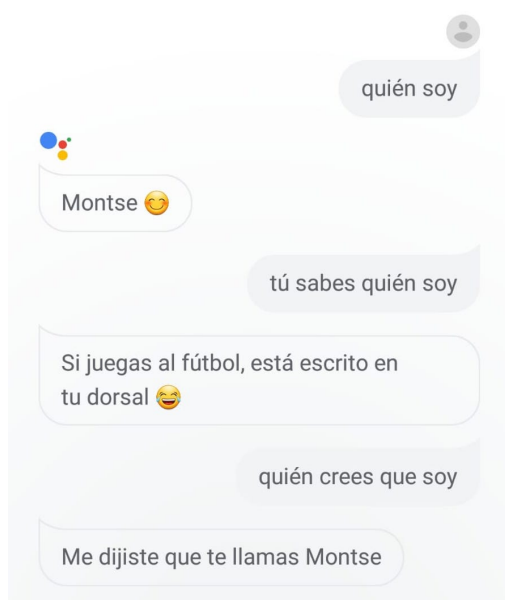 quién soy
Montse 😊
tú sabes quién soy
Si juegas al fútbol, está escrito en
tu dorsal 😂
quién crees que soy
Me dijiste que te llamas Montse